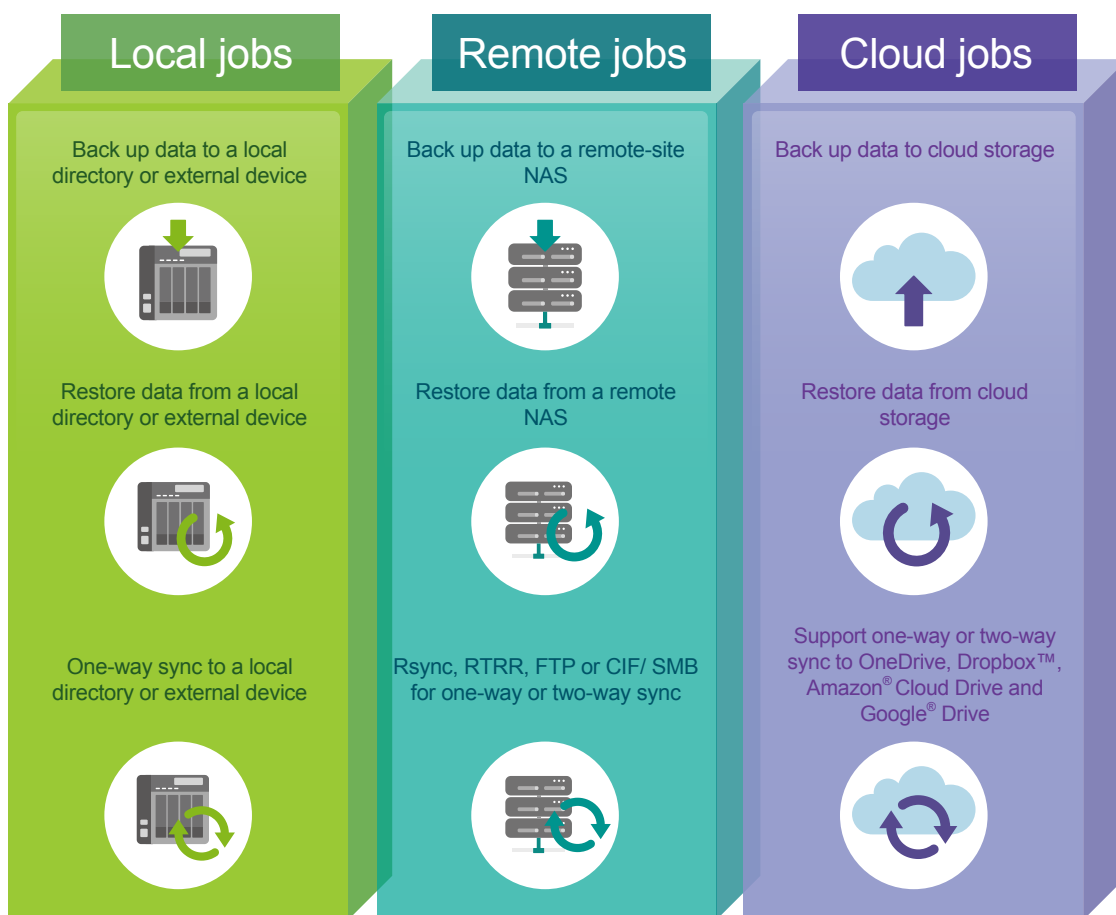 Local jobs
Back up data to a local
directory or external device
Restore data from a local
directory or external device
One-way sync to a local
directory or external device
Remote jobs
Back up data to a remote-site
NAS
Restore data from a remote
NAS
Rsync, RTRR, FTP or CIF/ SMB
for one-way or two-way sync
Cloud jobs
Back up data to cloud storage
Restore data from cloud
storage
Support one-way or two-way
sync to OneDrive, Dropbox™,
Amazon® Cloud Drive and
Google® Drive